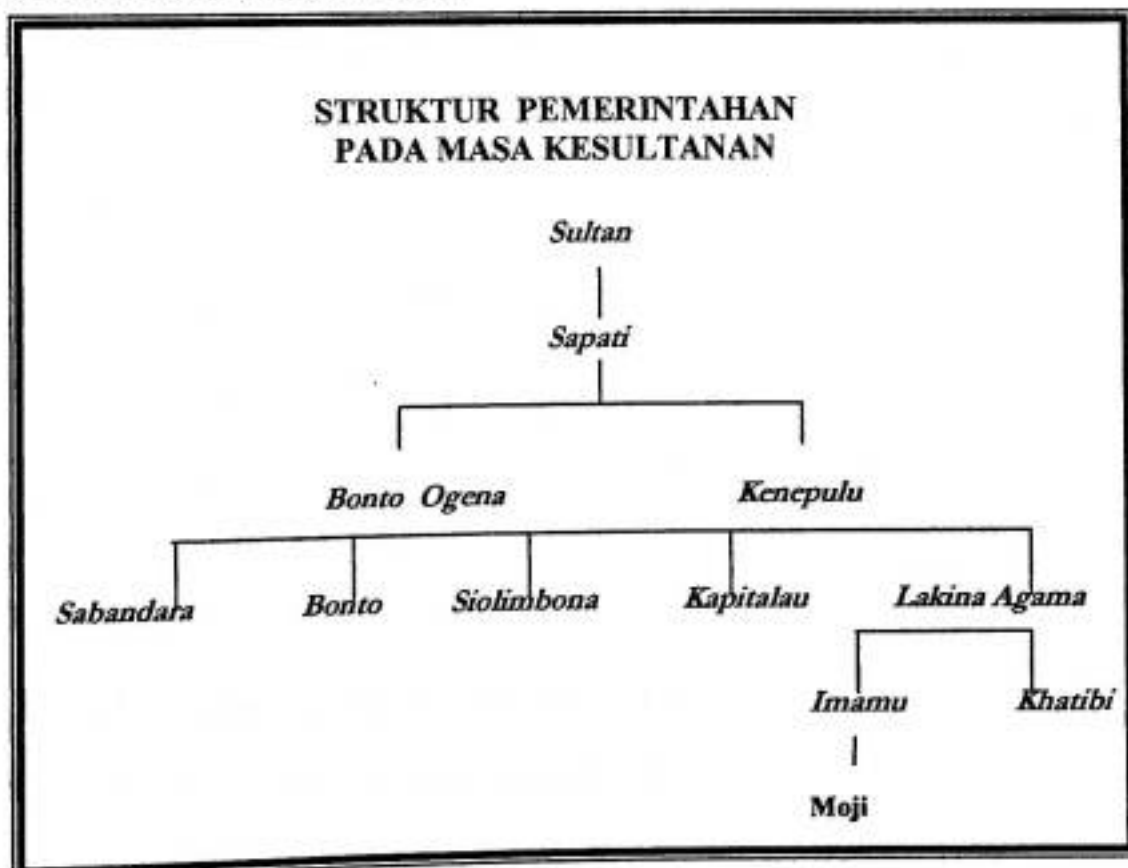 STRUKTUR PEMERINTAHAN
PADA MASA KESULTANAN
Sultan
Sapati
Bonto Ogena Kenepulu
Sabandara Bonto Siolimbona Kapitalau Lakina Agama
Imamu Khatibi
Moji